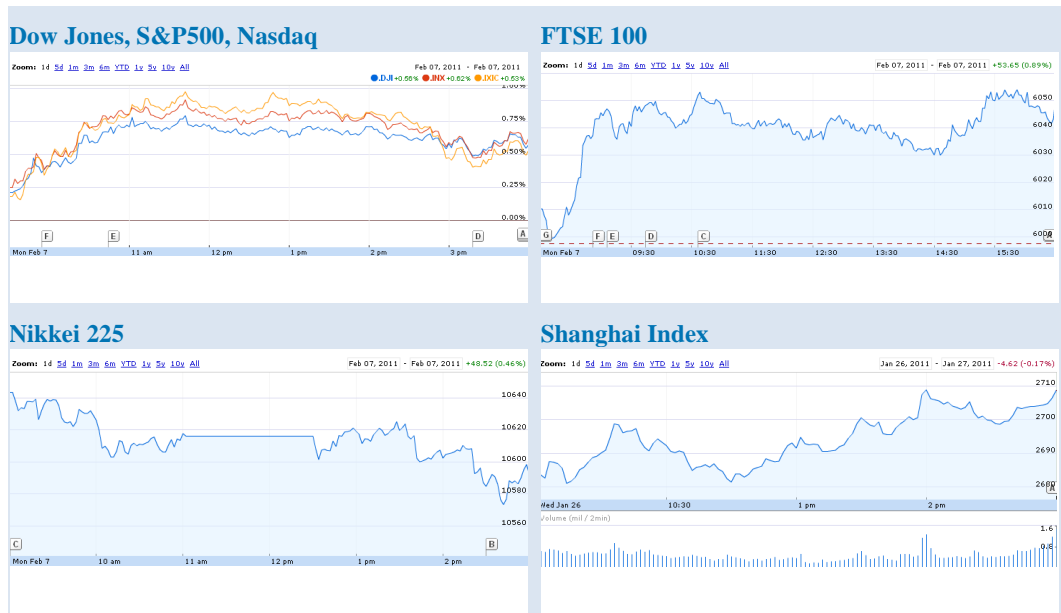 Dow Jones, S&P500, Nasdaq
Zoom: 1d 5d 1m 3m 6m YTD 1y 5y 10y All
Feb 07, 2011 - Feb 07, 2011
.DJI +0.56% .INX +0.62% .IXIC +0.53%
1.00%
0.75%
0.50%
0.25%
0.00%
F E D A
Mon Feb 7 11 am 12 pm 1 pm 2 pm 3 pm
FTSE 100
Zoom: 1d 5d 1m 3m 6m YTD 1y 5y 10y All Feb 07, 2011 - Feb 07, 2011 +53.65 (0.89%)
6050
6040
6030
6020
6010
6000
G F E D C A
Mon Feb 7 09:30 10:30 11:30 12:30 13:30 14:30 15:30
Nikkei 225
Zoom: 1d 5d 1m 3m 6m YTD 1y 5y 10y All Feb 07, 2011 - Feb 07, 2011 +48.52 (0.46%)
10640
10620
10600
10580
10560
C B
Mon Feb 7 10 am 11 am 12 pm 1 pm 2 pm
Shanghai Index
Zoom: 1d 5d 1m 3m 6m YTD 1y 5y 10y All Jan 26, 2011 - Jan 27, 2011 -4.62 (-0.17%)
2710
2700
2690
2680
A
Wed Jan 26 10:30 1 pm 2 pm
Volume (mil / 2min)
1.6
0.8